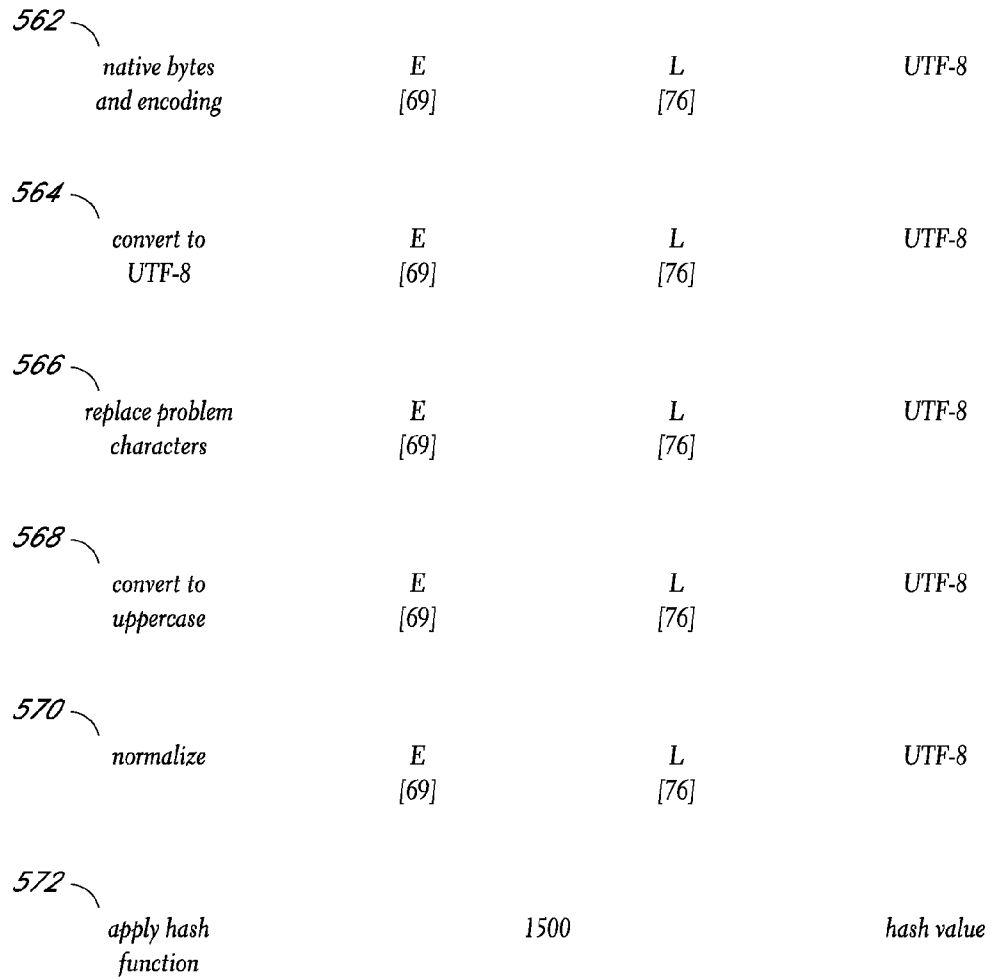 562
native bytes E L UTF-8
and encoding [69] [76]
564
convert to E L UTF-8
UTF-8 [69] [76]
566
replace problem E L UTF-8
characters [69] [76]
568
convert to E L UTF-8
uppercase [69] [76]
570
normalize E L UTF-8
[69] [76]
572
apply hash 1500 hash value
function